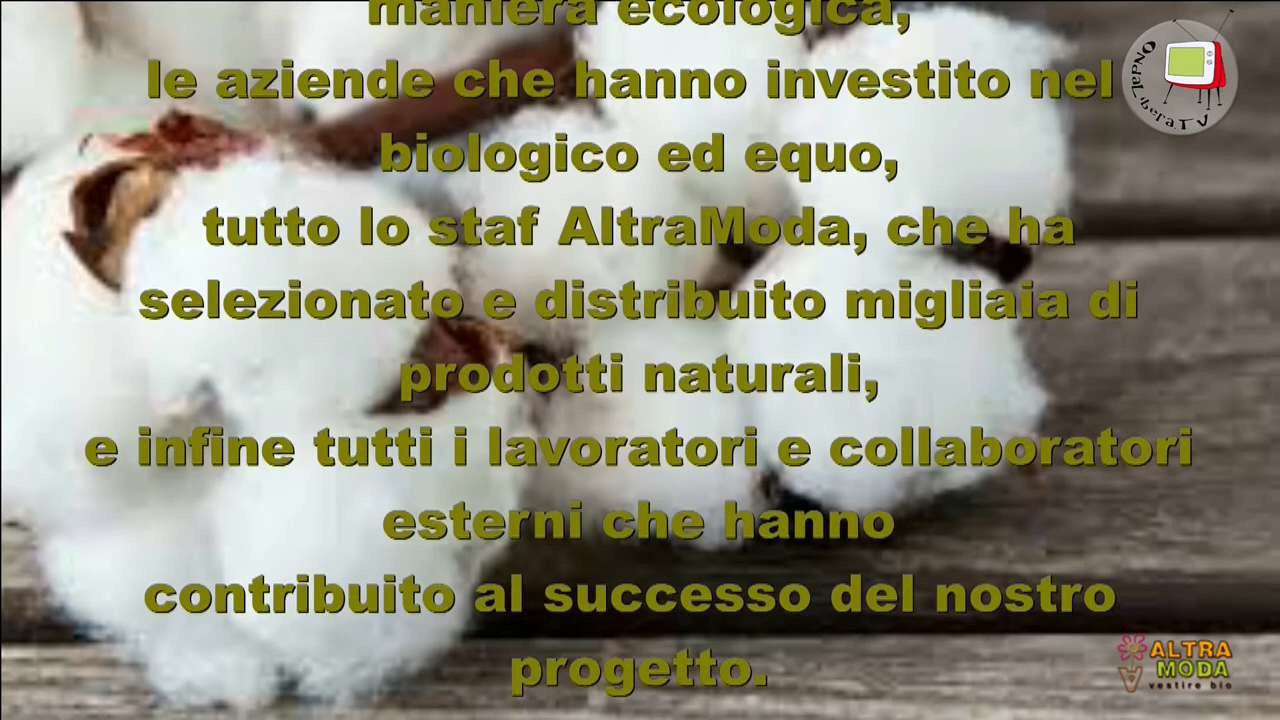 maniera ecologica,
le aziende che hanno investito nel
biologico ed equo,
tutto lo staf AltraModa, che ha
selezionato e distribuito migliaia di
prodotti naturali,
e infine tutti i lavoratori e collaboratori
esterni che hanno
contribuito al successo del nostro
progetto.
OndaLibera.TV
ALTRA
MODA
vestire bio